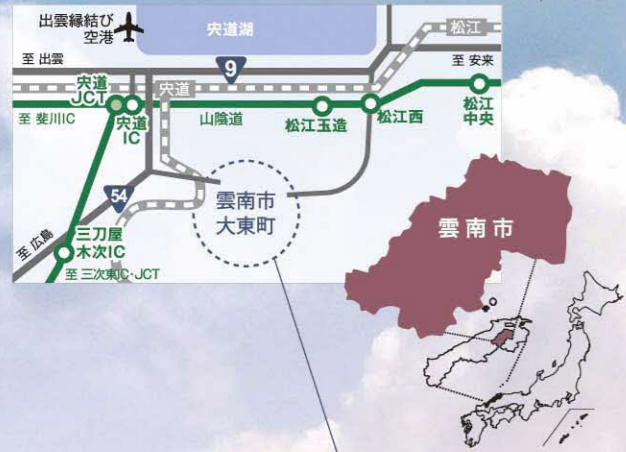 出雲縁結び
空港
宍道湖
至 出雲
9
至 安来
松江
宍道
JCT
宍道
至 斐川IC
宍道
IC
山陰道
松江玉造
松江西
松江
中央
54
雲南市
大東町
至 広島
三刀屋
木次IC
至 三次東IC・JCT
雲南市